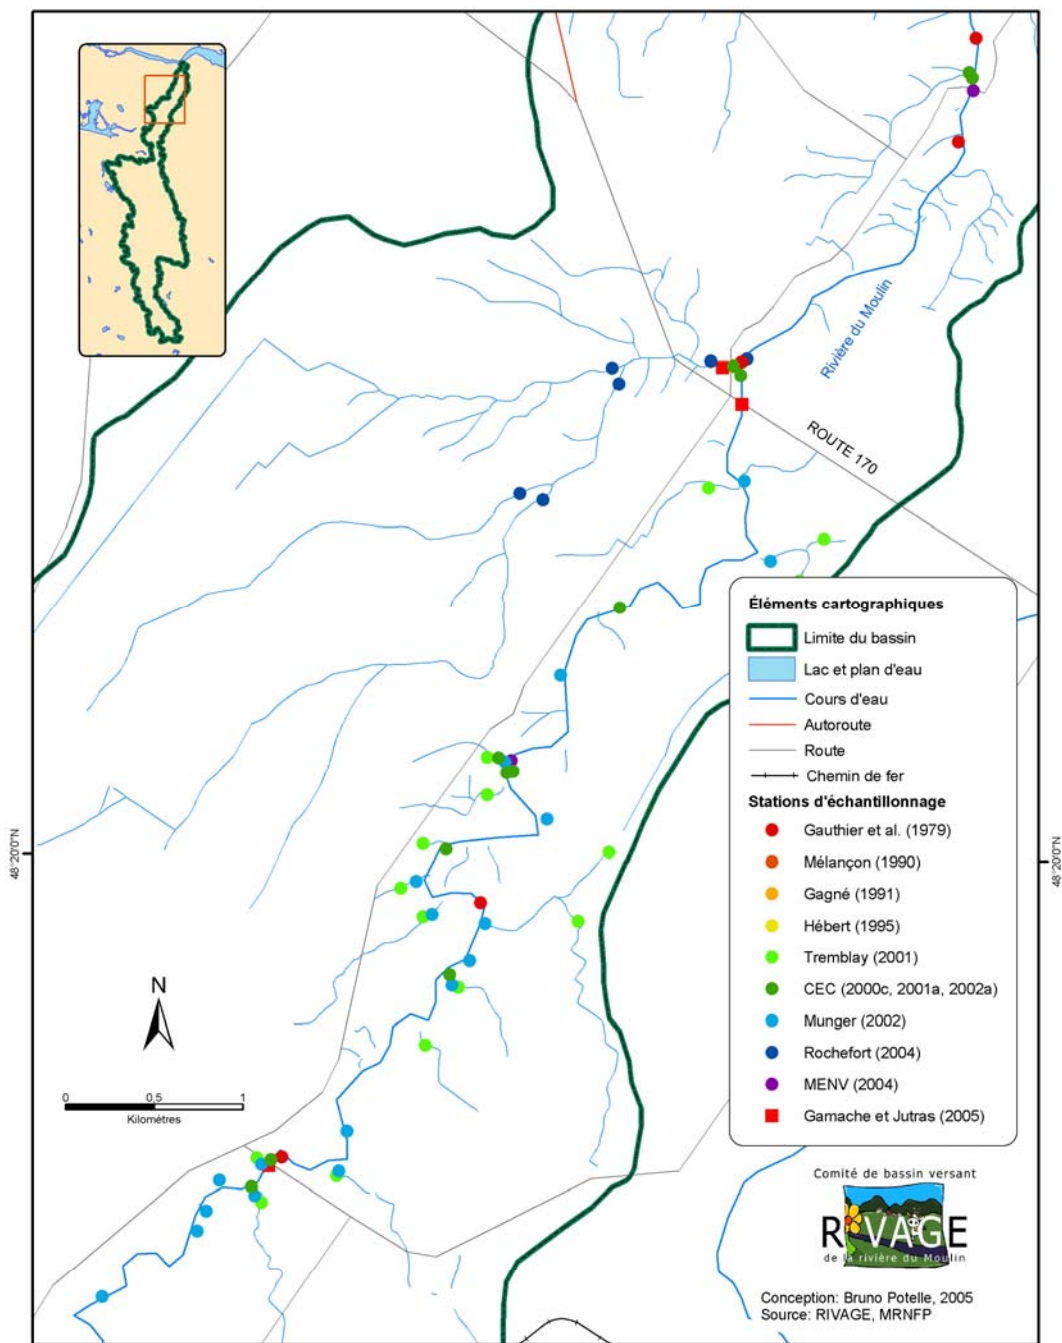 Rivière du Moulin
ROUTE 170
48°20'0"N
48°20'0"N
N
0 0,5 1
Kilomètres
Éléments cartographiques
Limite du bassin
Lac et plan d'eau
Cours d'eau
Autoroute
Route
Chemin de fer
Stations d'échantillonnage
Gauthier et al. (1979)
Mélançon (1990)
Gagné (1991)
Hébert (1995)
Tremblay (2001)
CEC (2000c, 2001a, 2002a)
Munger (2002)
Rochefort (2004)
MENV (2004)
Gamache et Jutras (2005)
Comité de bassin versant
RIVAGE
de la rivière du Moulin
Conception: Bruno Potelle, 2005
Source: RIVAGE, MRNFP